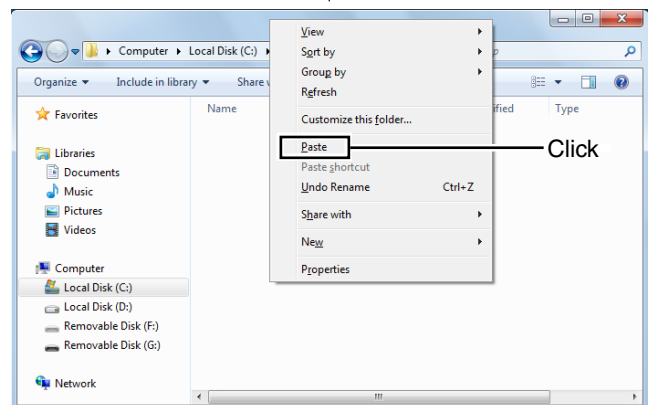 Computer ▸ Local Disk (C:) ▸
Organize ▾ Include in library ▾ Share
Name
Type
Favorites
Libraries
Documents
Music
Pictures
Videos
Computer
Local Disk (C:)
Local Disk (D:)
Removable Disk (F:)
Removable Disk (G:)
Network
View
Sort by
Group by
Refresh
Customize this folder...
Paste
Paste shortcut
Undo Rename Ctrl+Z
Share with
New
Properties
Click